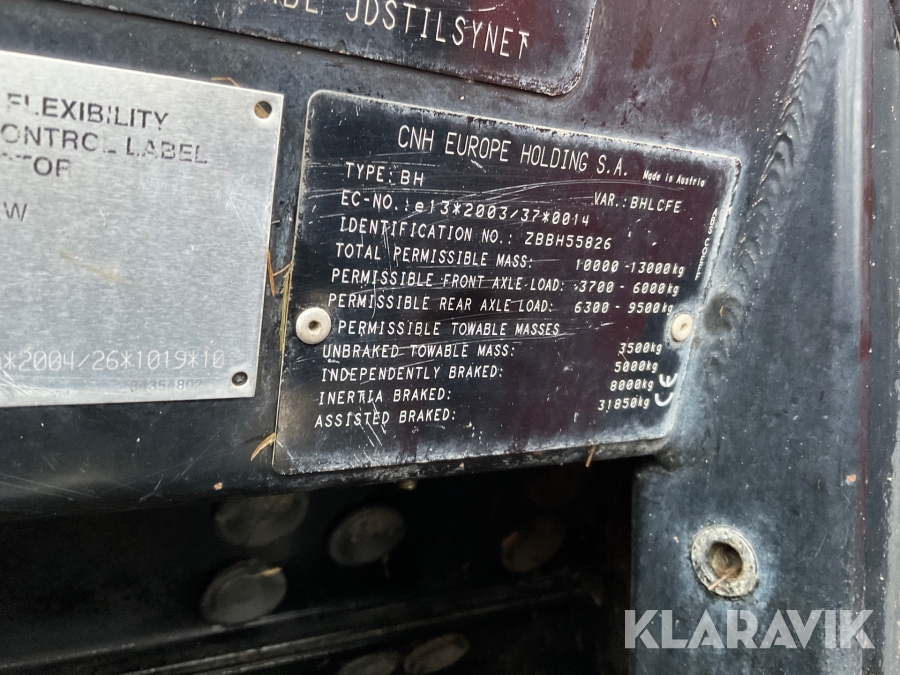 JDSTILSYNET
FLEXIBILITY
CONTROL LABEL
TOF
W
*2004/26*1019*10
CNH EUROPE HOLDING S.A. Made in Austria
TYPE: BH VAR.: BHLCFE
EC-NO.: e13*2003/37*0014
IDENTIFICATION NO.: ZBBH55826
TOTAL PERMISSIBLE MASS: 10000 -13000kg
PERMISSIBLE FRONT AXLE LOAD: 3700 - 6000kg
PERMISSIBLE REAR AXLE LOAD: 6300 - 9500kg
PERMISSIBLE TOWABLE MASSES
UNBRAKED TOWABLE MASS: 3500kg
INDEPENDENTLY BRAKED: 5000kg
INERTIA BRAKED: 8000kg
ASSISTED BRAKED: 31850kg
CE
KLARAVIK